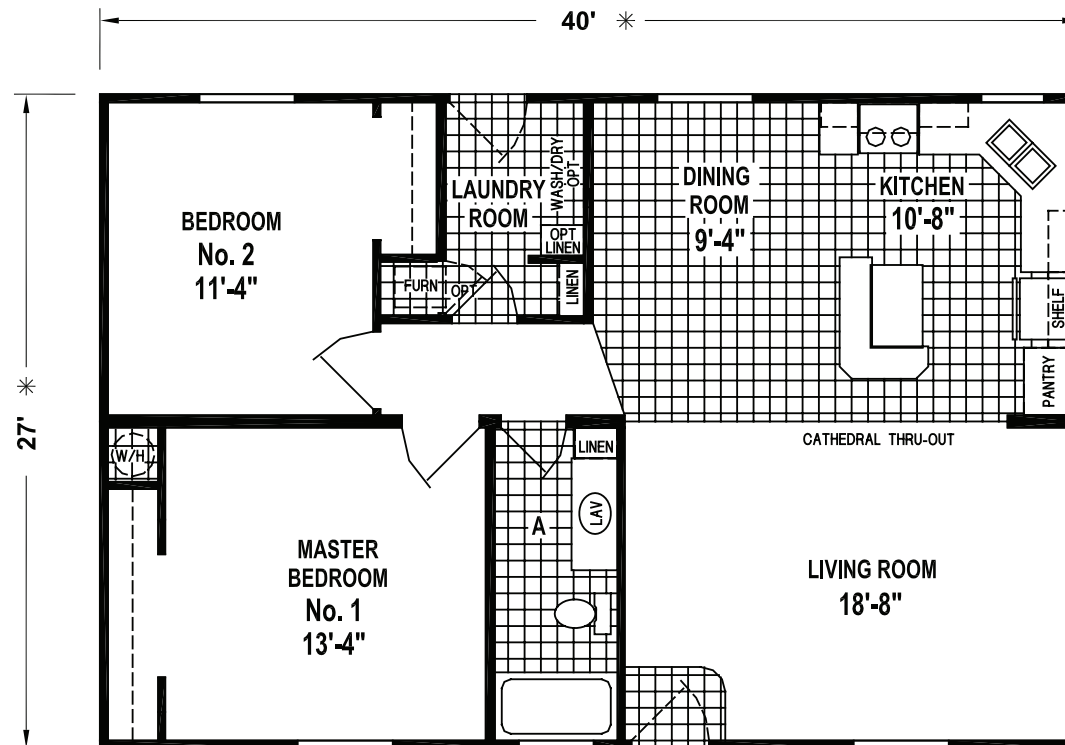 40' ✳
27' ✳
BEDROOM
No. 2
11'-4"
LAUNDRY
ROOM
WASH/DRY
OPT
OPT
LINEN
FURN
OPT
LINEN
DINING
ROOM
9'-4"
KITCHEN
10'-8"
SHELF
PANTRY
CATHEDRAL THRU-OUT
W/H
MASTER
BEDROOM
No. 1
13'-4"
LINEN
LAV
A
LIVING ROOM
18'-8"